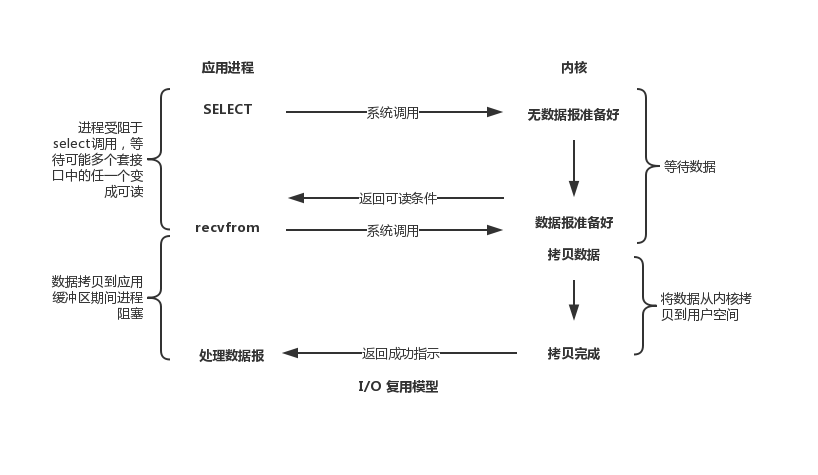 应用进程
内核
SELECT
系统调用
无数据报准备好
进程受阻于
select调用，等
待可能多个套接
口中的任一个变
成可读
等待数据
返回可读条件
数据报准备好
recvfrom
系统调用
拷贝数据
数据拷贝到应用
缓冲区期间进程
阻塞
将数据从内核拷
贝到用户空间
处理数据报
返回成功指示
拷贝完成
I/O 复用模型